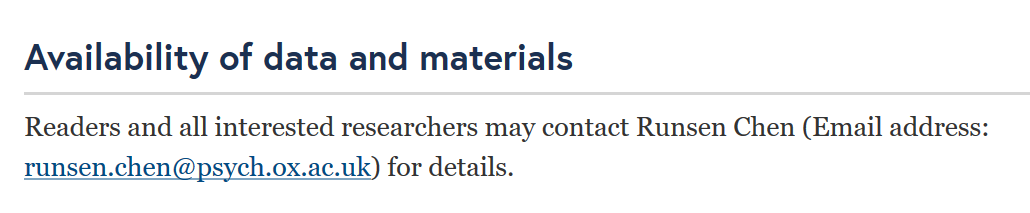 Availability of data and materials
Readers and all interested researchers may contact Runsen Chen (Email address:
runsen.chen@psych.ox.ac.uk) for details.